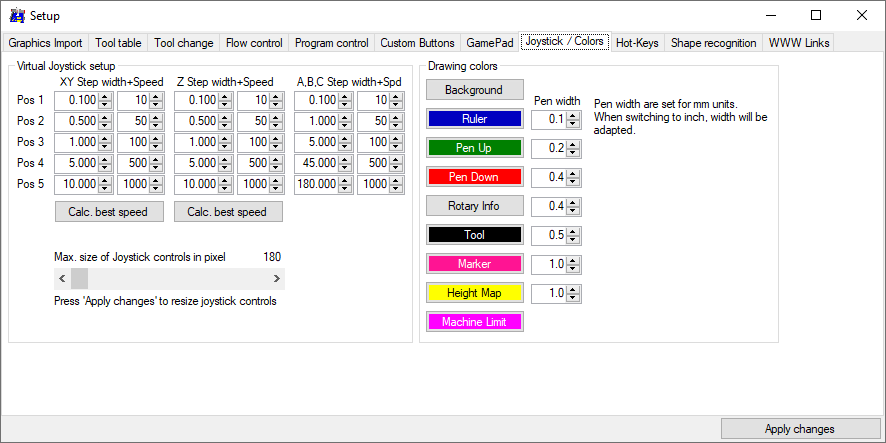 Setup
Graphics Import Tool table Tool change Flow control Program control Custom Buttons GamePad Joystick / Colors Hot-Keys Shape recognition WWW Links
Virtual Joystick setup
XY Step width+Speed Z Step width+Speed A,B,C Step width+Spd
Pos 1 0.100 10 0.100 10 0.100 10
Pos 2 0.500 50 0.500 50 1.000 50
Pos 3 1.000 100 1.000 100 5.000 100
Pos 4 5.000 500 5.000 500 45.000 500
Pos 5 10.000 1000 10.000 1000 180.000 1000
Calc. best speed Calc. best speed
Max. size of Joystick controls in pixel 180
Press 'Apply changes' to resize joystick controls
Drawing colors
Background
Pen width
Ruler 0.1
Pen Up 0.2
Pen Down 0.4
Rotary Info 0.4
Tool 0.5
Marker 1.0
Height Map 1.0
Machine Limit
Pen width are set for mm units.
When switching to inch, width will be
adapted.
Apply changes